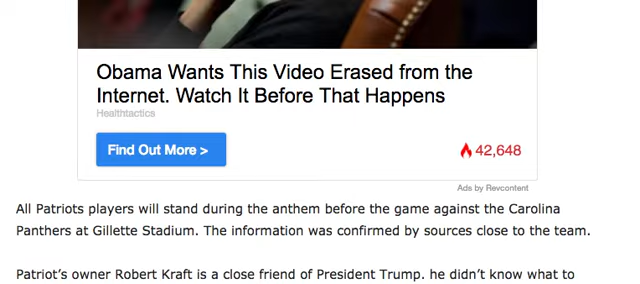 Obama Wants This Video Erased from the
Internet. Watch It Before That Happens
Healthtactics
Find Out More >
42,648
Ads by Revcontent
All Patriots players will stand during the anthem before the game against the Carolina
Panthers at Gillette Stadium. The information was confirmed by sources close to the team.
Patriot’s owner Robert Kraft is a close friend of President Trump. he didn’t know what to